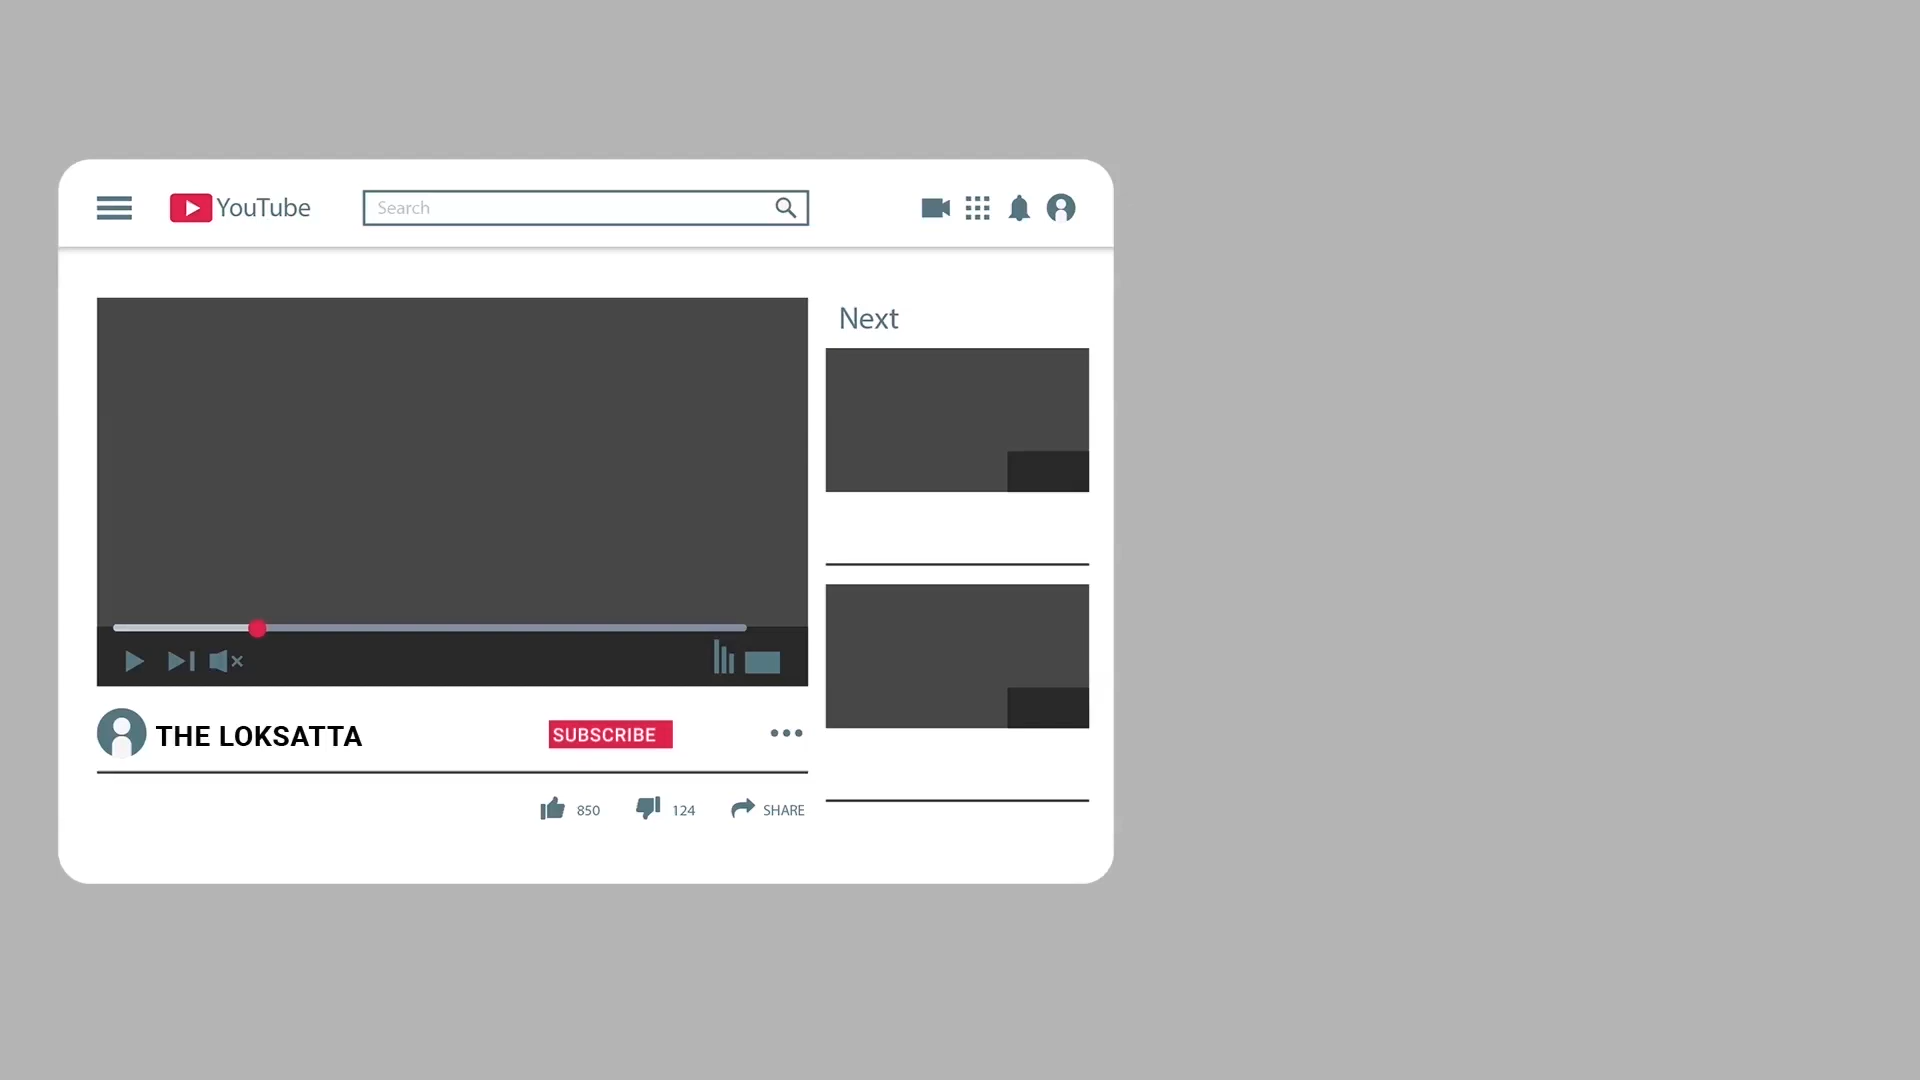 YouTube
Search
Next
THE LOKSATTA
SUBSCRIBE
850
124
SHARE